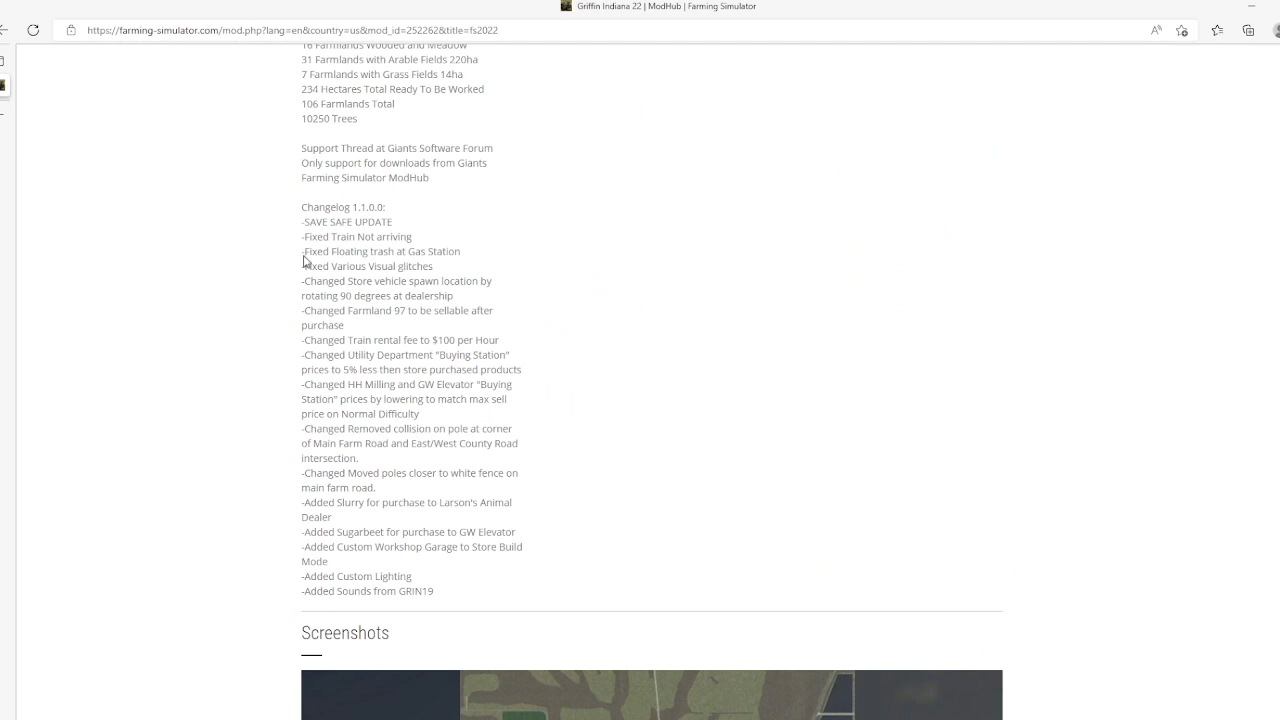 Griffin Indiana 22 | ModHub | Farming Simulator
https://farming-simulator.com/mod.php?lang=en&country=us&mod_id=252262&title=fs2022
16 Farmlands Wooded and Meadow
31 Farmlands with Arable Fields 220ha
7 Farmlands with Grass Fields 14ha
234 Hectares Total Ready To Be Worked
106 Farmlands Total
10250 Trees
Support Thread at Giants Software Forum
Only support for downloads from Giants
Farming Simulator ModHub
Changelog 1.1.0.0:
-SAVE SAFE UPDATE
-Fixed Train Not arriving
-Fixed Floating trash at Gas Station
-Fixed Various Visual glitches
-Changed Store vehicle spawn location by
rotating 90 degrees at dealership
-Changed Farmland 97 to be sellable after
purchase
-Changed Train rental fee to $100 per Hour
-Changed Utility Department "Buying Station"
prices to 5% less then store purchased products
-Changed HH Milling and GW Elevator "Buying
Station" prices by lowering to match max sell
price on Normal Difficulty
-Changed Removed collision on pole at corner
of Main Farm Road and East/West County Road
intersection.
-Changed Moved poles closer to white fence on
main farm road.
-Added Slurry for purchase to Larson's Animal
Dealer
-Added Sugarbeet for purchase to GW Elevator
-Added Custom Workshop Garage to Store Build
Mode
-Added Custom Lighting
-Added Sounds from GRIN19
Screenshots